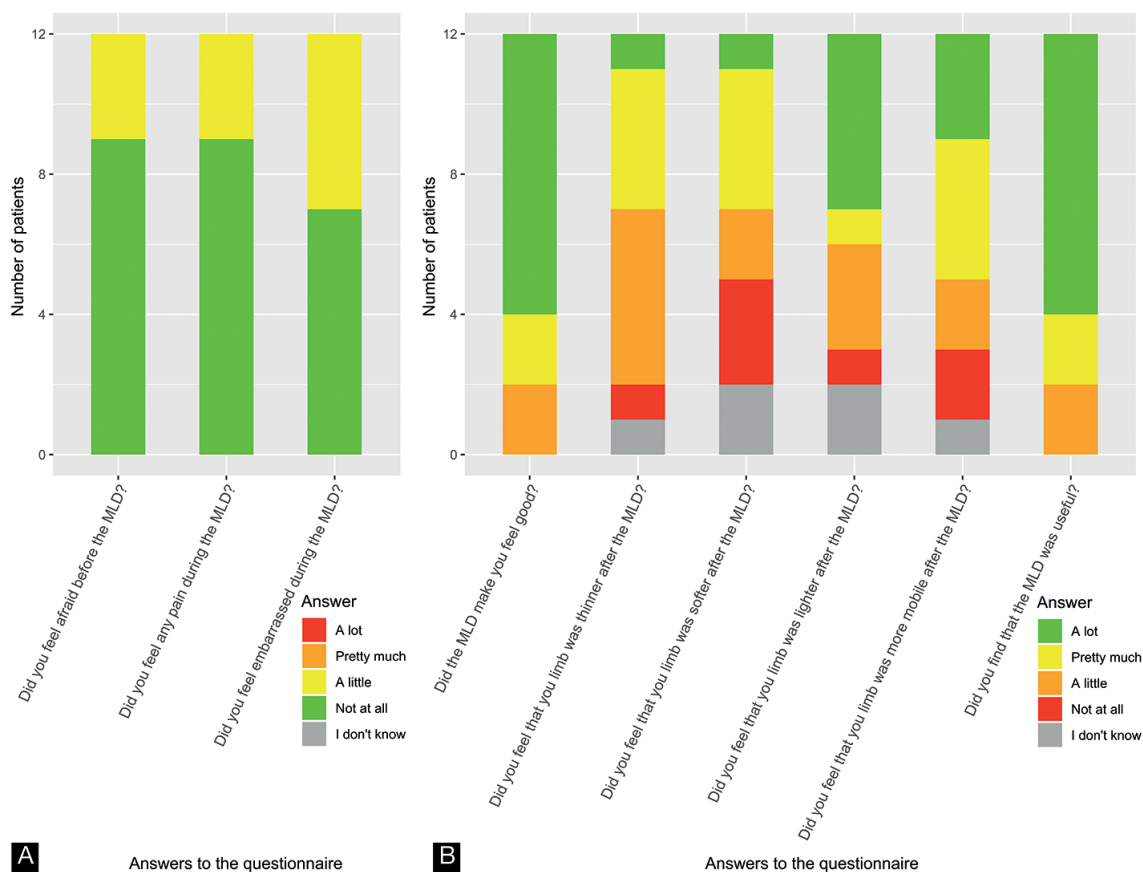 Number of patients
12
8
4
0
Did you feel afraid before the MLD?
Did you feel any pain during the MLD?
Did you feel embarrassed during the MLD?
Answer
A lot
Pretty much
A little
Not at all
I don't know
A
Answers to the questionnaire
Number of patients
12
8
4
0
Did the MLD make you feel good?
Did you feel that you limb was thinner after the MLD?
Did you feel that you limb was softer after the MLD?
Did you feel that you limb was lighter after the MLD?
Did you feel that you limb was more mobile after the MLD?
Did you find that the MLD was useful?
Answer
A lot
Pretty much
A little
Not at all
I don't know
B
Answers to the questionnaire